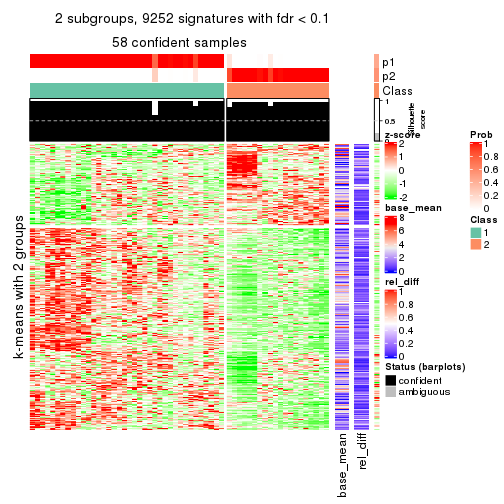 2 subgroups, 9252 signatures with fdr < 0.1
58 confident samples
p1
p2
Class
1
0.5
0
Silhouette
score
k-means with 2 groups
base_mean
rel_diff
z-score
2
1
0
-1
-2
base_mean
8
6
4
2
0
rel_diff
1
0.8
0.6
0.4
0.2
0
Status (barplots)
confident
ambiguous
Prob
1
0.8
0.6
0.4
0.2
0
Class
1
2